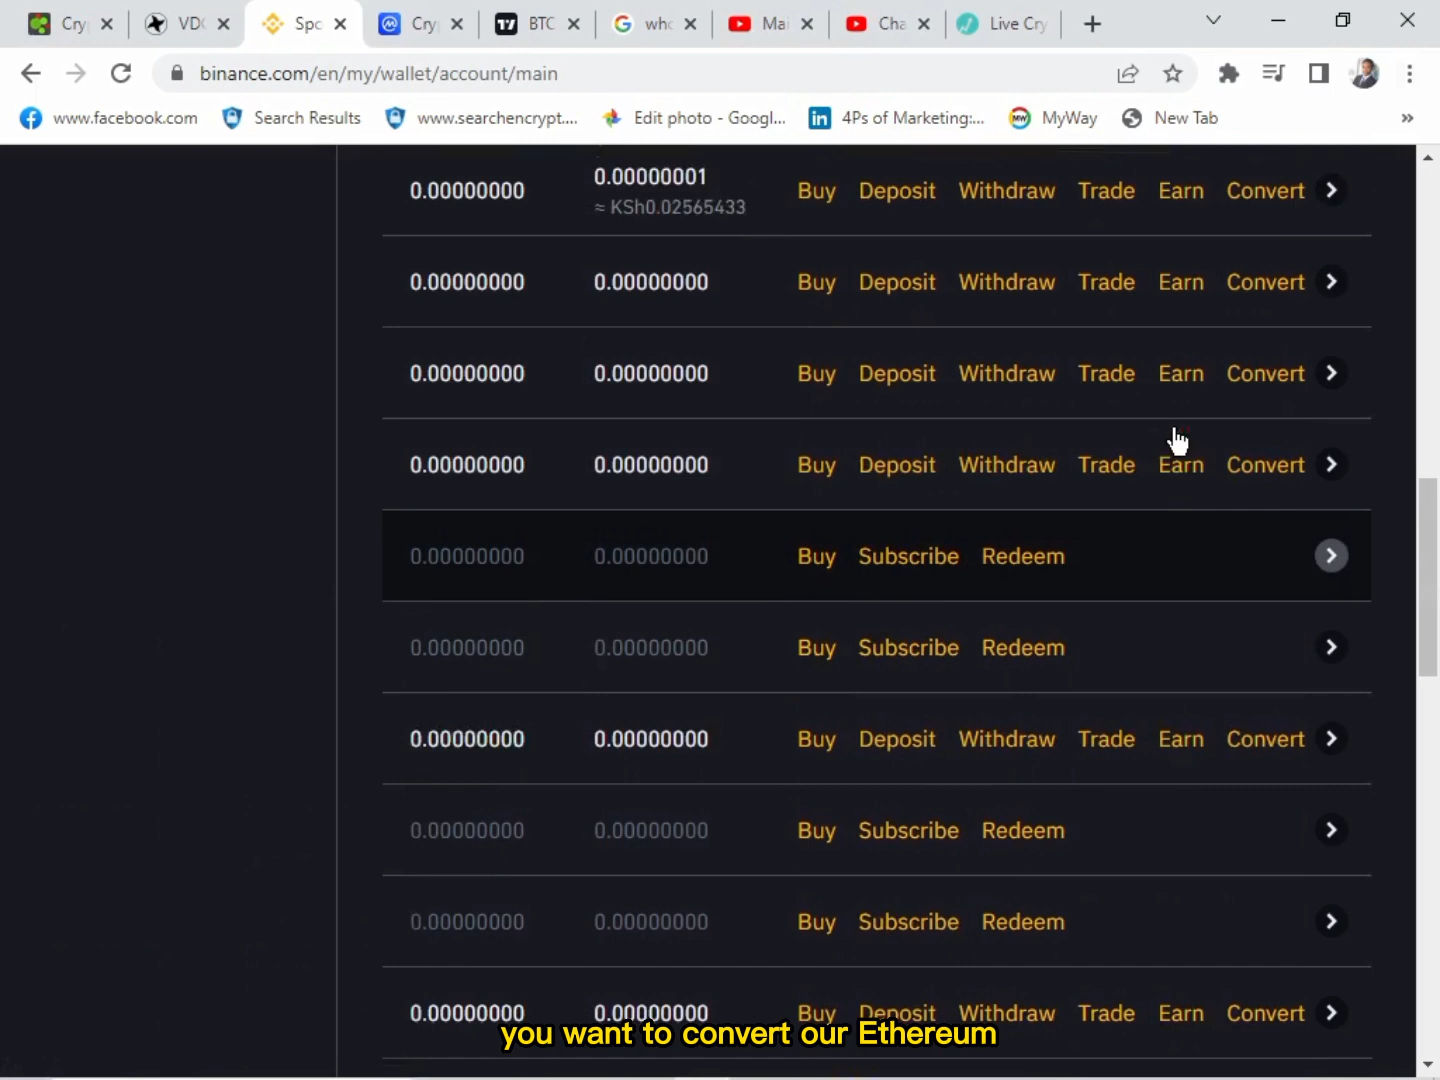 Cry VDC Spo Cry BTC who Mai Cha Live Cry
binance.com/en/my/wallet/account/main
www.facebook.com Search Results www.searchencrypt.... Edit photo - Googl... 4Ps of Marketing:... MyWay New Tab »
0.00000000 0.00000001 Buy Deposit Withdraw Trade Earn Convert
≈ KSh0.02565433
0.00000000 0.00000000 Buy Deposit Withdraw Trade Earn Convert
0.00000000 0.00000000 Buy Deposit Withdraw Trade Earn Convert
0.00000000 0.00000000 Buy Deposit Withdraw Trade Earn Convert
0.00000000 0.00000000 Buy Subscribe Redeem
0.00000000 0.00000000 Buy Subscribe Redeem
0.00000000 0.00000000 Buy Deposit Withdraw Trade Earn Convert
0.00000000 0.00000000 Buy Subscribe Redeem
0.00000000 0.00000000 Buy Subscribe Redeem
0.00000000 0.00000000 Buy Deposit Withdraw Trade Earn Convert
you want to convert our Ethereum